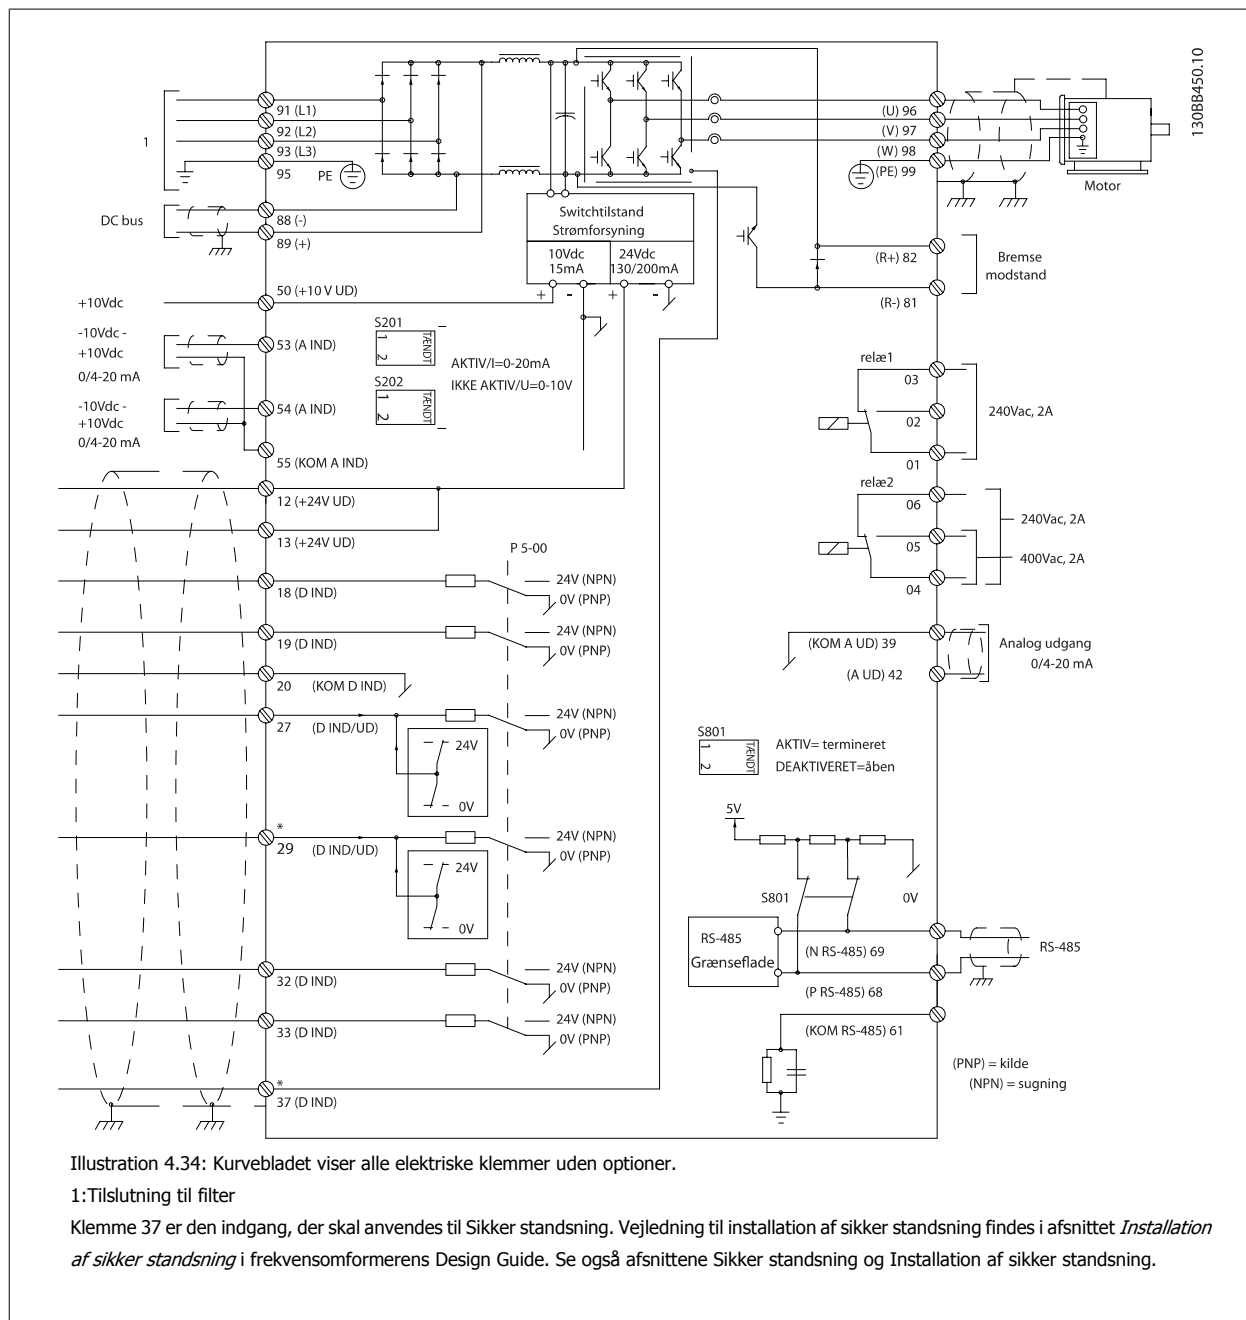 130BB450.10
91 (L1)
92 (L2)
93 (L3)
95
PE
1
(U) 96
(V) 97
(W) 98
(PE) 99
Motor
DC bus
88 (-)
89 (+)
Switchtilstand
Strømforsyning
10Vdc
15mA
24Vdc
130/200mA
+ - + -
(R+) 82
(R-) 81
Bremse
modstand
+10Vdc
50 (+10 V UD)
-10Vdc -
+10Vdc
0/4-20 mA
53 (A IND)
S201
1 2
TÆNDT
AKTIV/I=0-20mA
IKKE AKTIV/U=0-10V
S202
1 2
TÆNDT
-10Vdc -
+10Vdc
0/4-20 mA
54 (A IND)
55 (KOM A IND)
relæ1
03
02
01
240Vac, 2A
relæ2
06
05
04
240Vac, 2A
400Vac, 2A
12 (+24V UD)
13 (+24V UD)
P 5-00
18 (D IND)
24V (NPN)
0V (PNP)
19 (D IND)
24V (NPN)
0V (PNP)
20 (KOM D IND)
27 (D IND/UD)
24V (NPN)
0V (PNP)
24V
0V
*
29 (D IND/UD)
24V (NPN)
0V (PNP)
24V
0V
32 (D IND)
24V (NPN)
0V (PNP)
33 (D IND)
24V (NPN)
0V (PNP)
*
37 (D IND)
(KOM A UD) 39
(A UD) 42
Analog udgang
0/4-20 mA
S801
1 2
TÆNDT
AKTIV= termineret
DEAKTIVERET=åben
5V
S801
0V
RS-485
Grænseflade
(N RS-485) 69
(P RS-485) 68
RS-485
(KOM RS-485) 61
(PNP) = kilde
(NPN) = sugning
Illustration 4.34: Kurvebladet viser alle elektriske klemmer uden optioner.
1:Tilslutning til filter
Klemme 37 er den indgang, der skal anvendes til Sikker standsning. Vejledning til installation af sikker standsning findes i afsnittet Installation
af sikker standsning i frekvensomformerens Design Guide. Se også afsnittene Sikker standsning og Installation af sikker standsning.